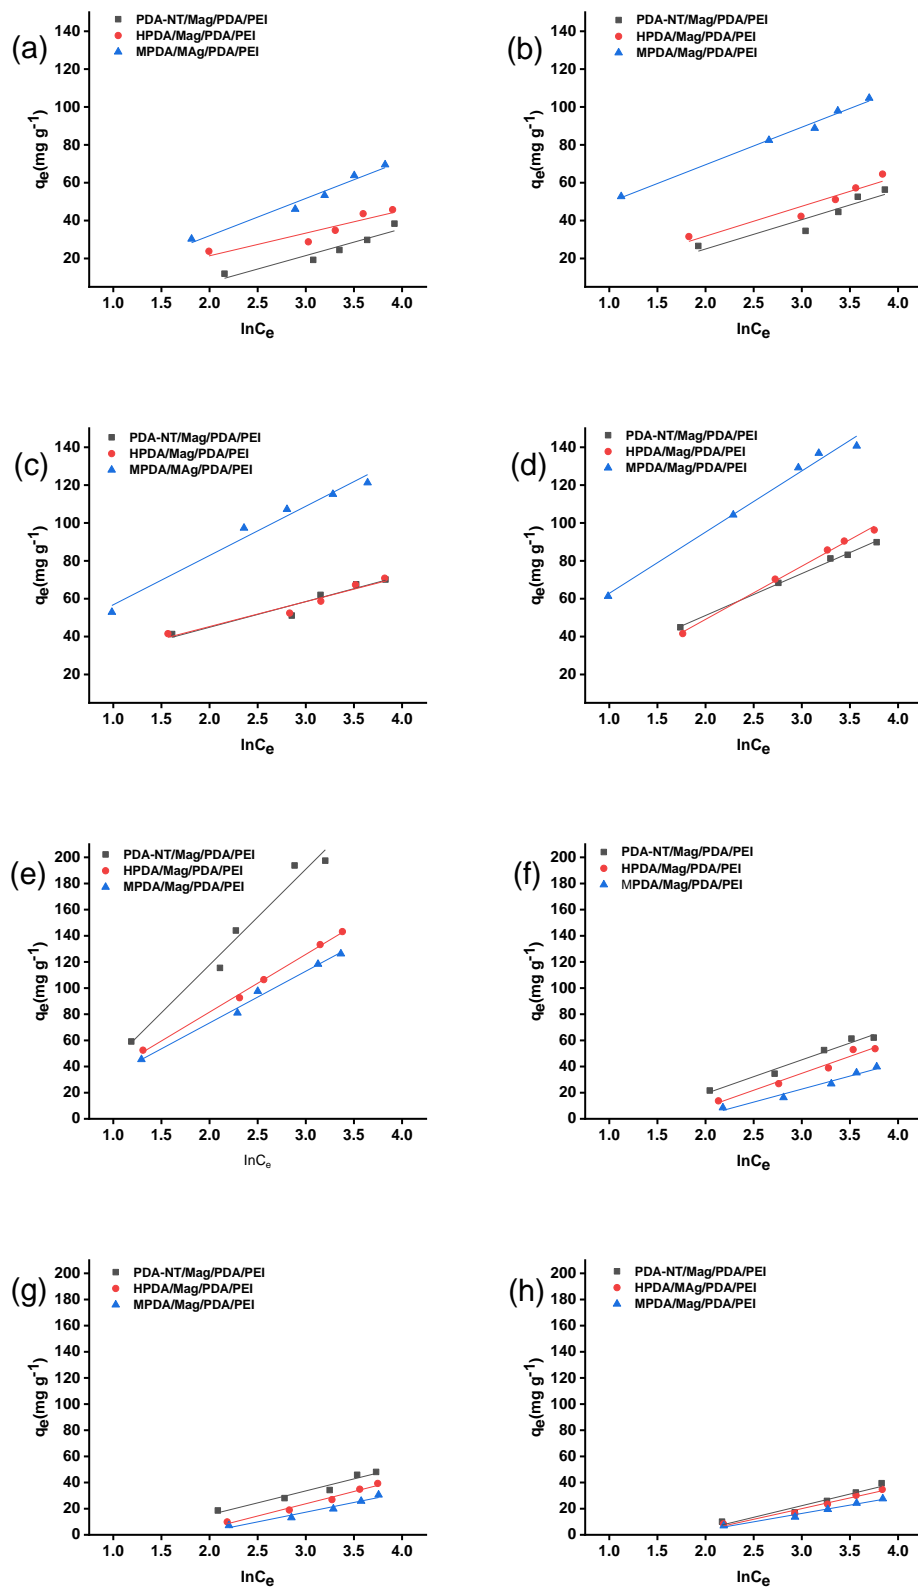 (a)
PDA-NT/Mag/PDA/PEI
HPDA/Mag/PDA/PEI
MPDA/MAg/PDA/PEI
140
120
100
80
60
40
20
qe(mg g-1)
1.0 1.5 2.0 2.5 3.0 3.5 4.0
lnCe
(b)
PDA-NT/Mag/PDA/PEI
HPDA/Mag/PDA/PEI
MPDA/Mag/PDA/PEI
140
120
100
80
60
40
20
qe(mg g-1)
1.0 1.5 2.0 2.5 3.0 3.5 4.0
lnCe
(c)
PDA-NT/Mag/PDA/PEI
HPDA/Mag/PDA/PEI
MPDA/MAg/PDA/PEI
140
120
100
80
60
40
20
qe(mg g-1)
1.0 1.5 2.0 2.5 3.0 3.5 4.0
lnCe
(d)
PDA-NT/Mag/PDA/PEI
HPDA/Mag/PDA/PEI
MPDA/Mag/PDA/PEI
140
120
100
80
60
40
20
qe(mg g-1)
1.0 1.5 2.0 2.5 3.0 3.5 4.0
lnCe
(e)
PDA-NT/Mag/PDA/PEI
HPDA/Mag/PDA/PEI
MPDA/Mag/PDA/PEI
200
180
160
140
120
100
80
60
40
20
0
qe(mg g-1)
1.0 1.5 2.0 2.5 3.0 3.5 4.0
lnCe
(f)
PDA-NT/Mag/PDA/PEI
HPDA/Mag/PDA/PEI
MPDA/Mag/PDA/PEI
200
180
160
140
120
100
80
60
40
20
0
qe(mg g-1)
1.0 1.5 2.0 2.5 3.0 3.5 4.0
lnCe
(g)
PDA-NT/Mag/PDA/PEI
HPDA/Mag/PDA/PEI
MPDA/Mag/PDA/PEI
200
180
160
140
120
100
80
60
40
20
0
qe(mg g-1)
1.0 1.5 2.0 2.5 3.0 3.5 4.0
lnCe
(h)
PDA-NT/Mag/PDA/PEI
HPDA/MAg/PDA/PEI
MPDA/Mag/PDA/PEI
200
180
160
140
120
100
80
60
40
20
0
qe(mg g-1)
1.0 1.5 2.0 2.5 3.0 3.5 4.0
lnCe